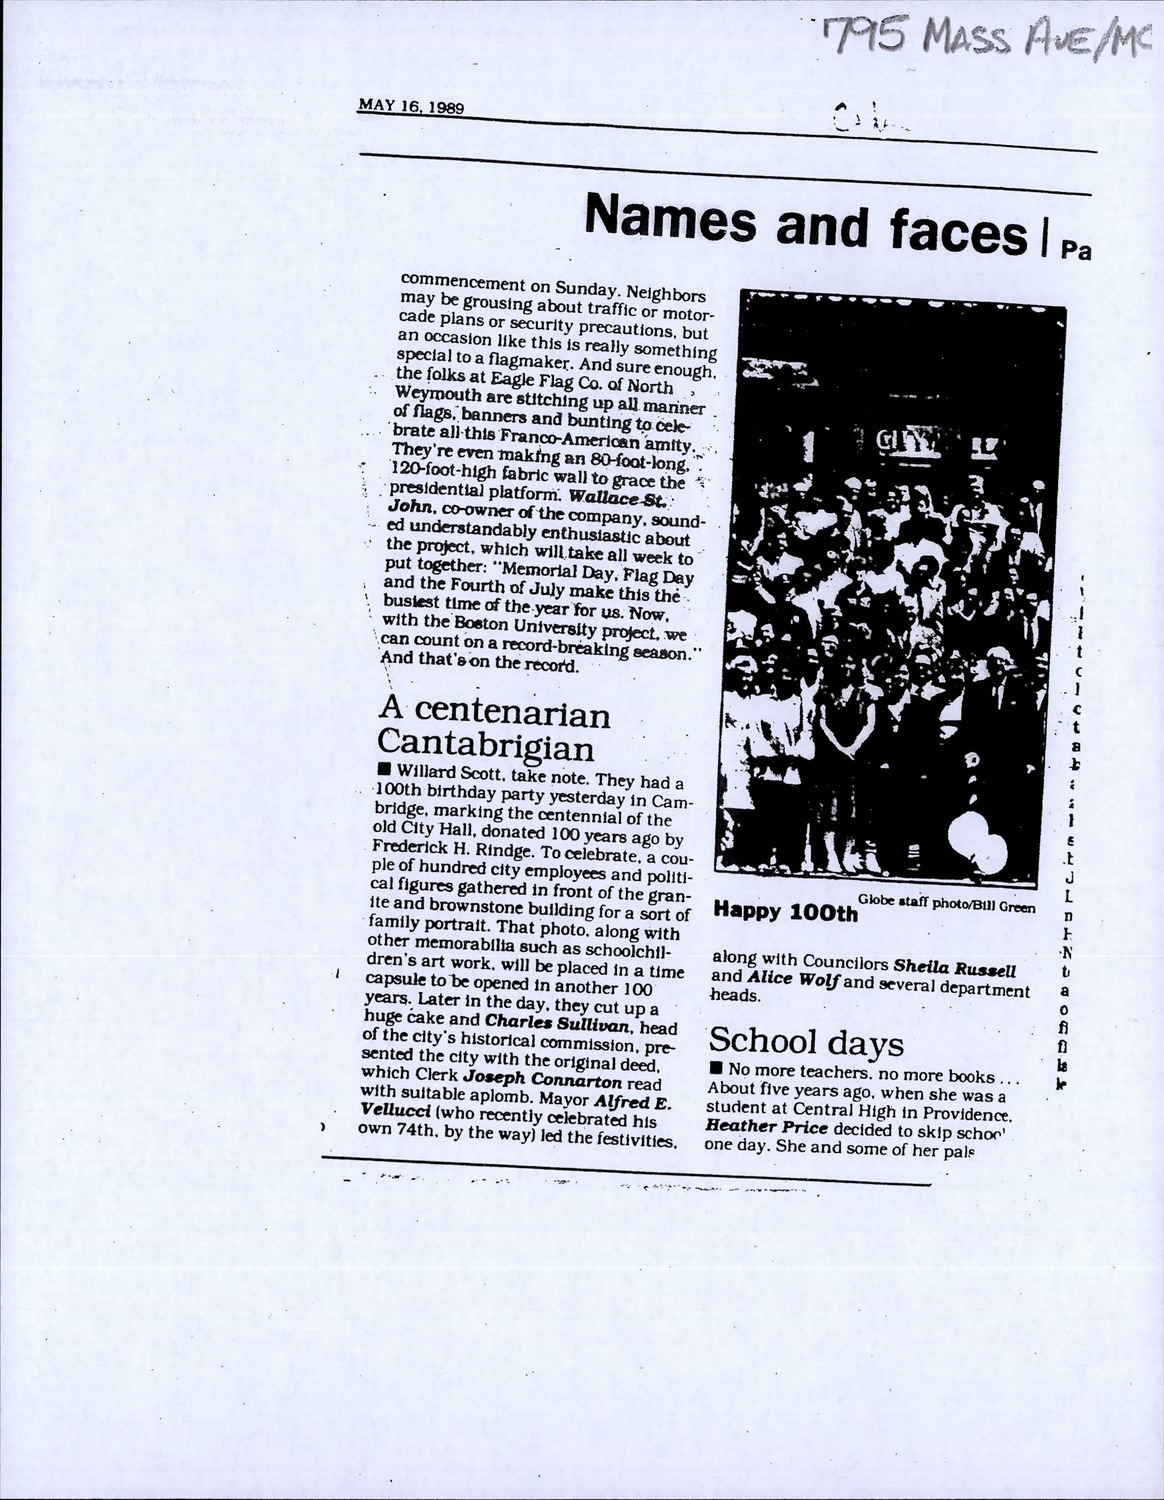 795 MASS AVE/MC
MAY 16, 1989
Names and faces | Pa
commencement on Sunday. Neighbors
may be grousing about traffic or motor-
cade plans or security precautions, but
an occasion like this is really something
special to a flagmaker. And sure enough,
the folks at Eagle Flag Co. of North
Weymouth are stitching up all manner
of flags, banners and bunting to cele-
brate all this Franco-American amity.
They're even making an 80-foot-long,
120-foot-high fabric wall to grace the
presidential platform. Wallace St.
John, co-owner of the company, sound-
ed understandably enthusiastic about
the project, which will take all week to
put together: "Memorial Day, Flag Day
and the Fourth of July make this the
busiest time of the year for us. Now,
with the Boston University project, we
can count on a record-breaking season."
And that's on the record.
A centenarian
Cantabrigian
■ Willard Scott, take note. They had a
100th birthday party yesterday in Cam-
bridge, marking the centennial of the
old City Hall, donated 100 years ago by
Frederick H. Rindge. To celebrate, a cou-
ple of hundred city employees and politi-
cal figures gathered in front of the gran-
ite and brownstone building for a sort of
family portrait. That photo, along with
other memorabilia such as schoolchil-
dren's art work, will be placed in a time
capsule to be opened in another 100
years. Later in the day, they cut up a
huge cake and Charles Sullivan, head
of the city's historical commission, pre-
sented the city with the original deed,
which Clerk Joseph Connarton read
with suitable aplomb. Mayor Alfred E.
Vellucci (who recently celebrated his
own 74th, by the way) led the festivities,
CITY
Globe staff photo/Bill Green
Happy 100th
along with Councilors Sheila Russell
and Alice Wolf and several department
heads.
School days
■ No more teachers, no more books ...
About five years ago, when she was a
student at Central High in Providence,
Heather Price decided to skip school
one day. She and some of her pals